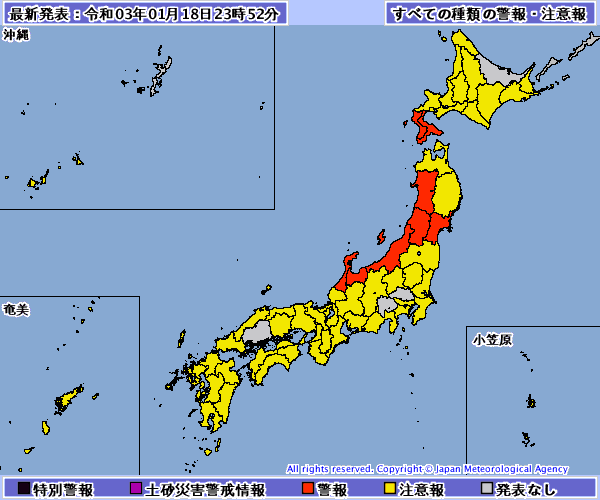 最新発表：令和03年01月18日23時52分
すべての種類の警報・注意報
沖縄
奄美
小笠原
All rights reserved. Copyright © Japan Meteorological Agency
特別警報
土砂災害警戒情報
警報
注意報
発表なし